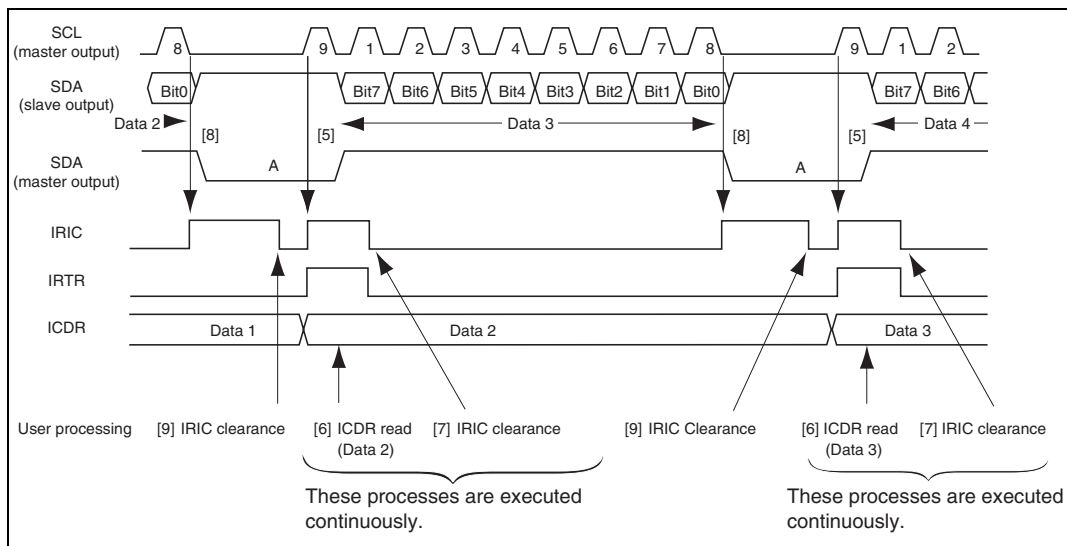 SCL
(master output)
8 9 1 2 3 4 5 6 7 8 9 1 2
SDA
(slave output)
Bit0 Bit7 Bit6 Bit5 Bit4 Bit3 Bit2 Bit1 Bit0 Bit7 Bit6
Data 2 [8] [5] Data 3 [8] [5] Data 4
SDA
(master output)
A A
IRIC
IRTR
ICDR Data 1 Data 2 Data 3
User processing [9] IRIC clearance [6] ICDR read
(Data 2) [7] IRIC clearance [9] IRIC Clearance [6] ICDR read
(Data 3) [7] IRIC clearance
These processes are executed
continuously.
These processes are executed
continuously.